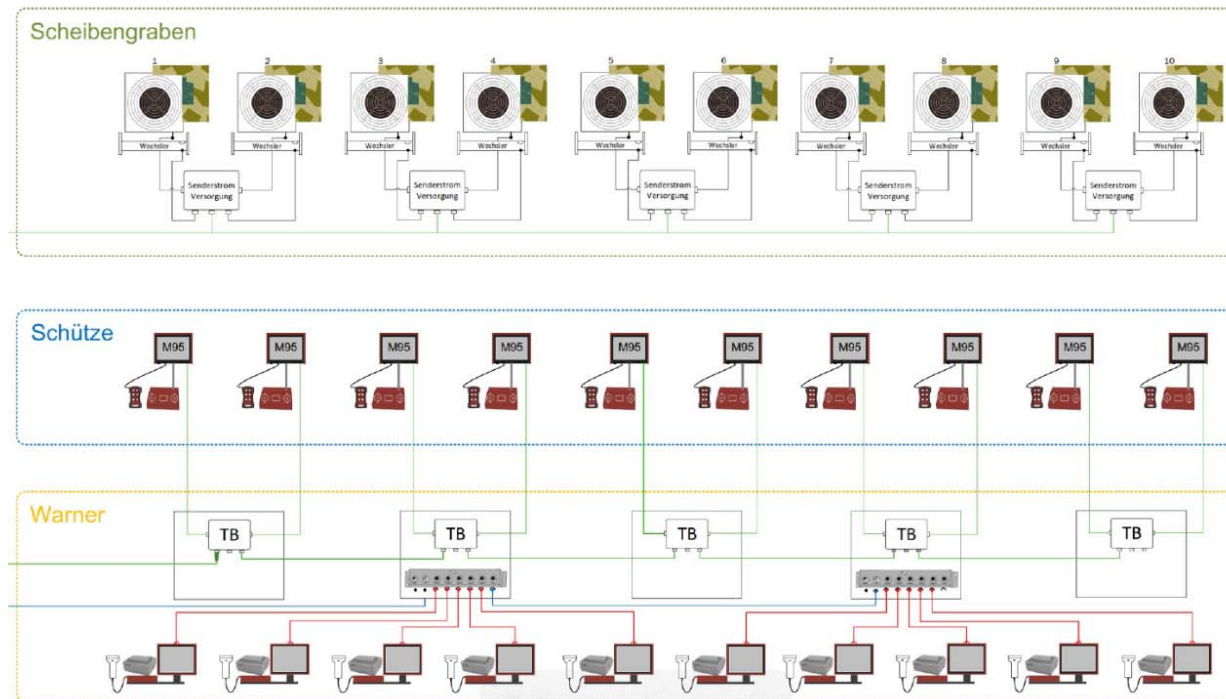 Scheibengraben
1 2 3 4 5 6 7 8 9 10
Wechsler Wechsler Wechsler Wechsler Wechsler Wechsler Wechsler Wechsler Wechsler Wechsler
Senderstrom Senderstrom Senderstrom Senderstrom Senderstrom
Versorgung Versorgung Versorgung Versorgung Versorgung
Schütze
M95 M95 M95 M95 M95 M95 M95 M95 M95 M95
Warner
TB TB TB TB TB